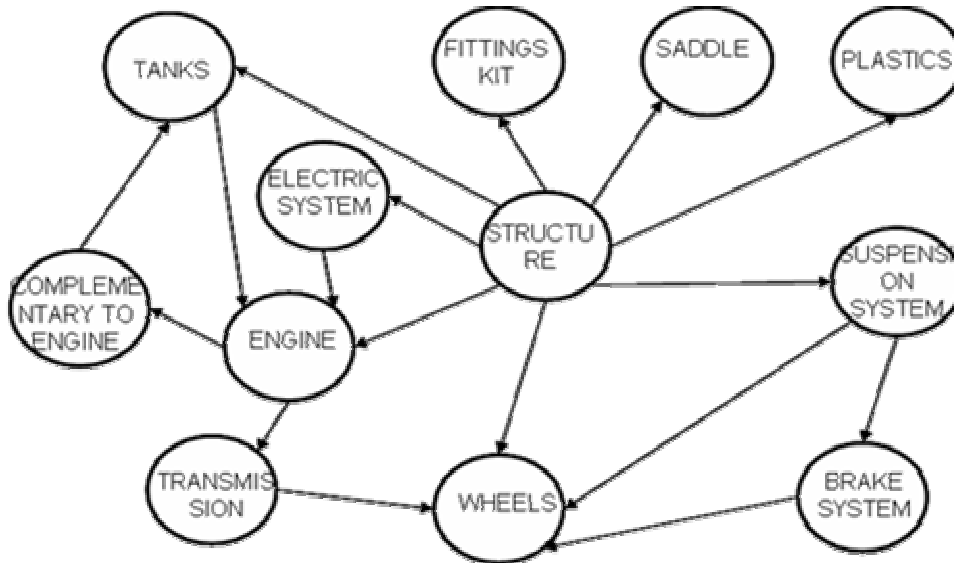 TANKS
FITTINGS
KIT
SADDLE
PLASTICS
ELECTRIC
SYSTEM
STRUCTU
RE
SUSPENSI
ON
SYSTEM
COMPLEME
NTARY TO
ENGINE
ENGINE
TRANSMIS
SION
WHEELS
BRAKE
SYSTEM